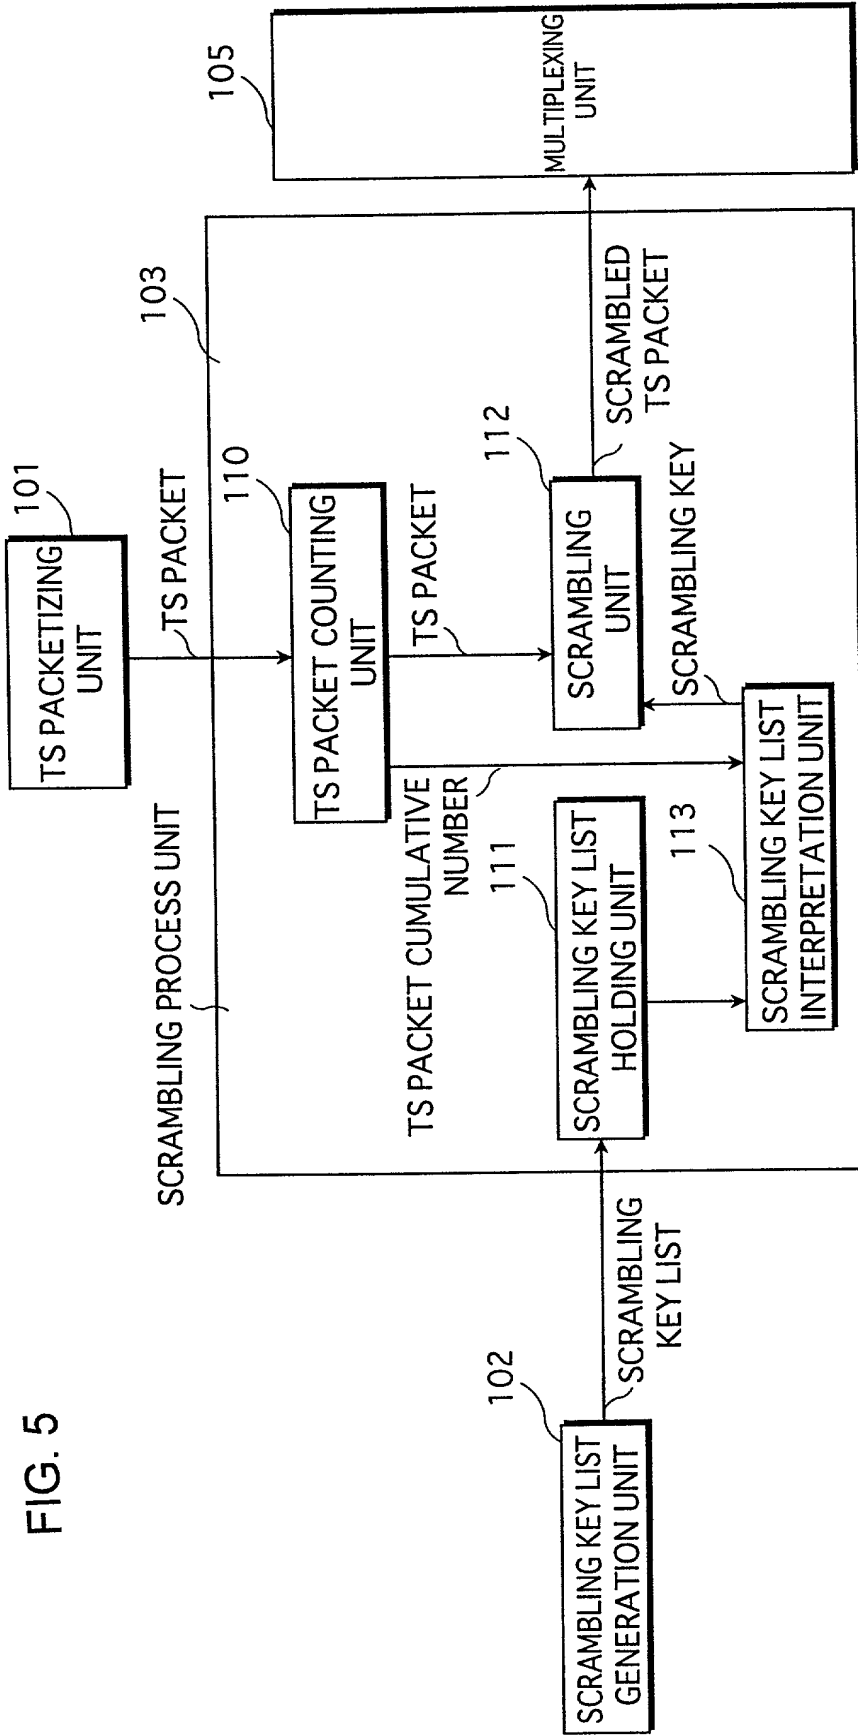 FIG. 5
TS PACKETIZING
UNIT
101
TS PACKET
SCRAMBLING PROCESS UNIT
103
105
TS PACKET COUNTING
UNIT
110
TS PACKET CUMULATIVE
NUMBER
TS PACKET
102
SCRAMBLING KEY LIST
GENERATION UNIT
SCRAMBLING
KEY LIST
111
SCRAMBLING KEY LIST
HOLDING UNIT
112
SCRAMBLING
UNIT
SCRAMBLED
TS PACKET
MULTIPLEXING
UNIT
SCRAMBLING KEY
113
SCRAMBLING KEY LIST
INTERPRETATION UNIT